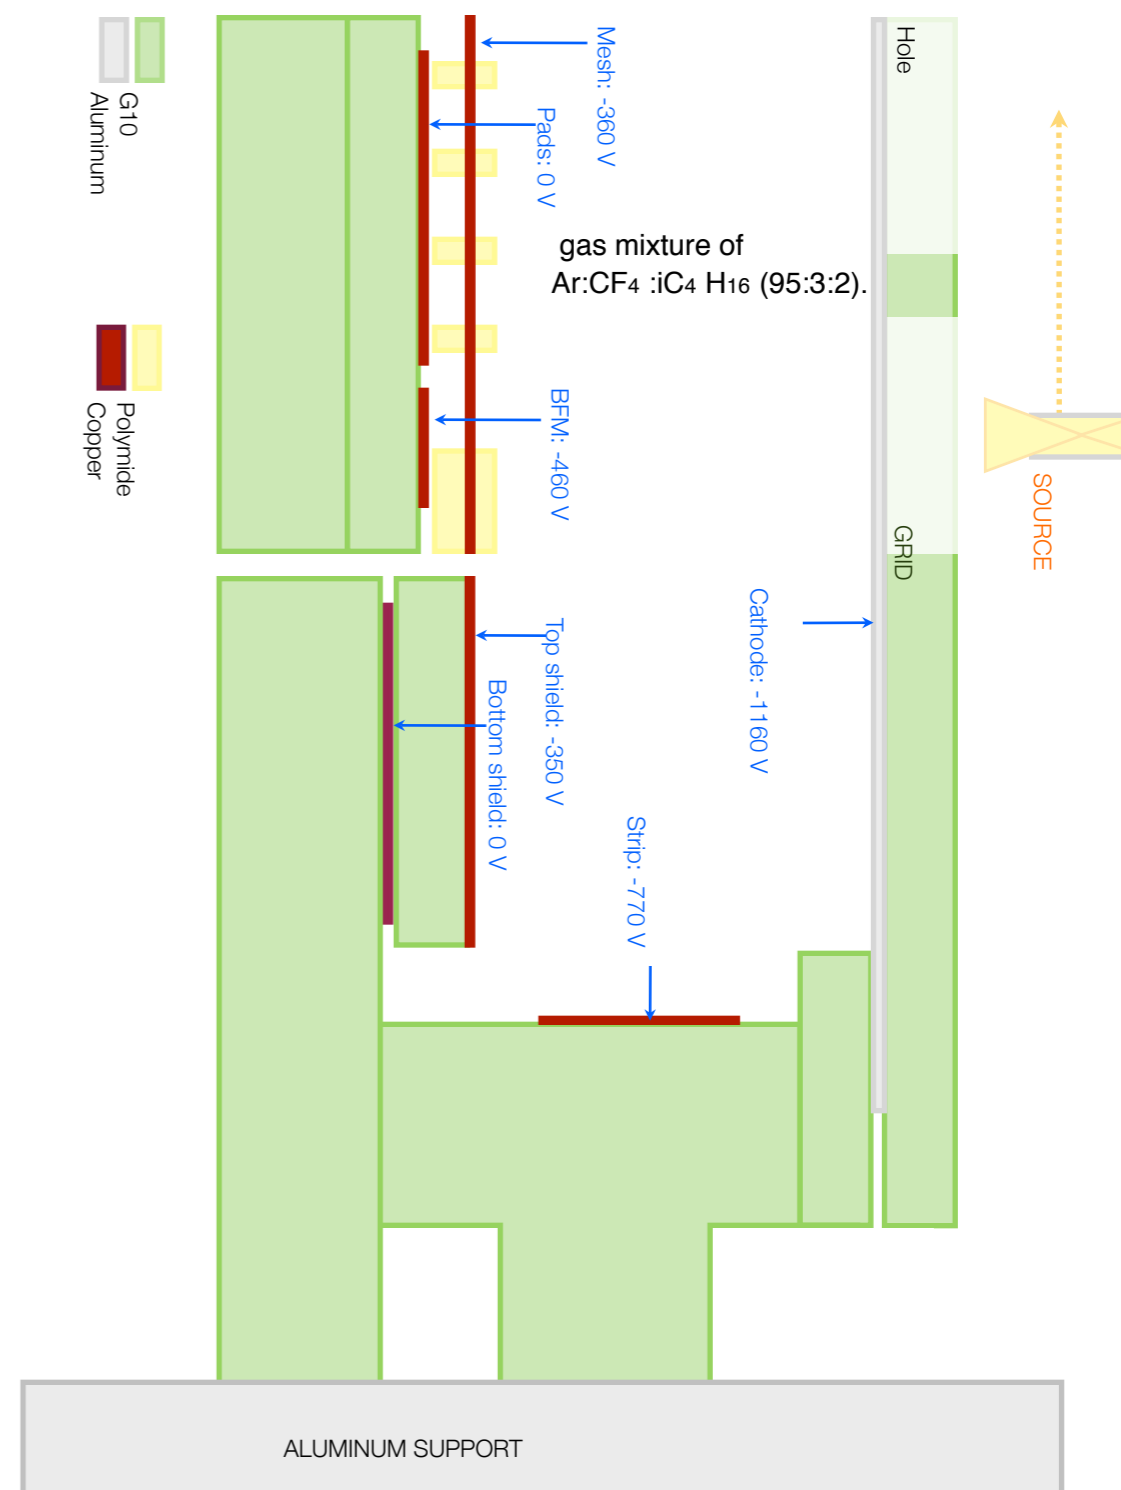 Hole
Mesh: -360 V
Pads: 0 V
G10
Aluminum
gas mixture of
Ar:CF4 :iC4 H16 (95:3:2).
BFM: -460 V
Polymide
Copper
SOURCE
GRID
Cathode: -1160 V
Top shield: -350 V
Bottom shield: 0 V
Strip: -770 V
ALUMINUM SUPPORT